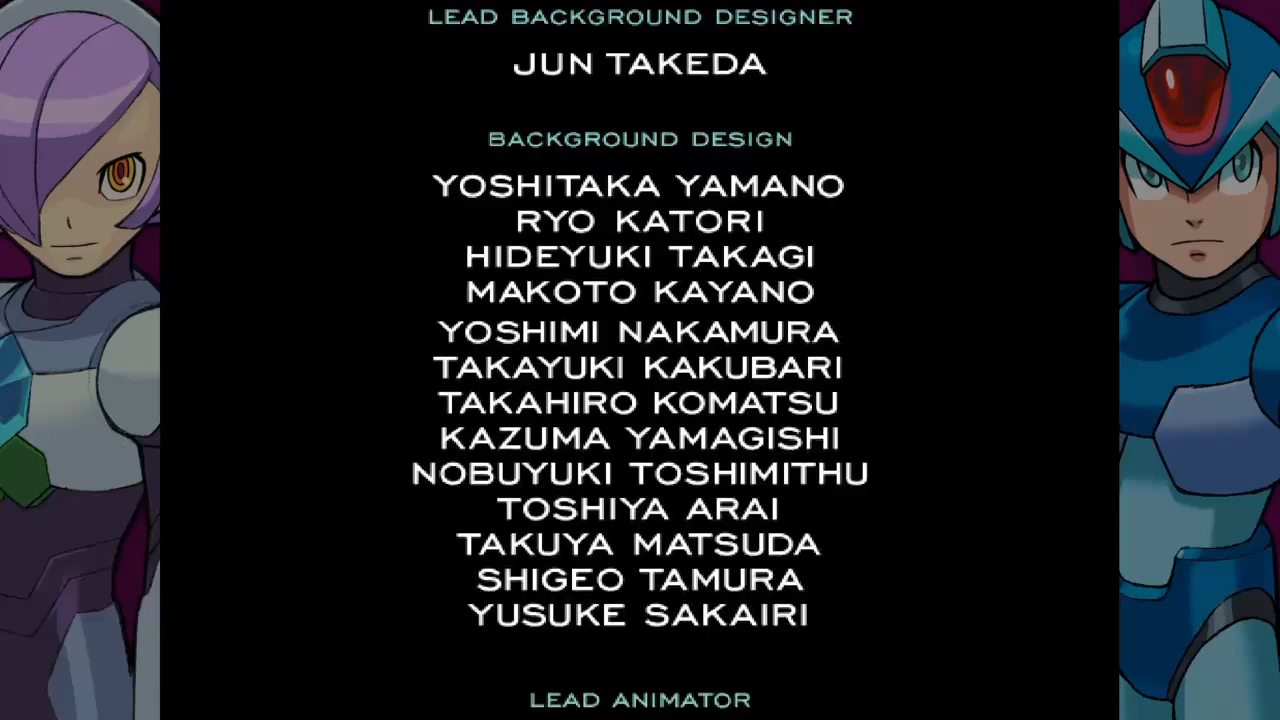 LEAD BACKGROUND DESIGNER
JUN TAKEDA
BACKGROUND DESIGN
YOSHITAKA YAMANO
RYO KATORI
HIDEYUKI TAKAGI
MAKOTO KAYANO
YOSHIMI NAKAMURA
TAKAYUKI KAKUBARI
TAKAHIRO KOMATSU
KAZUMA YAMAGISHI
NOBUYUKI TOSHIMITHU
TOSHIYA ARAI
TAKUYA MATSUDA
SHIGEO TAMURA
YUSUKE SAKAIRI
LEAD ANIMATOR